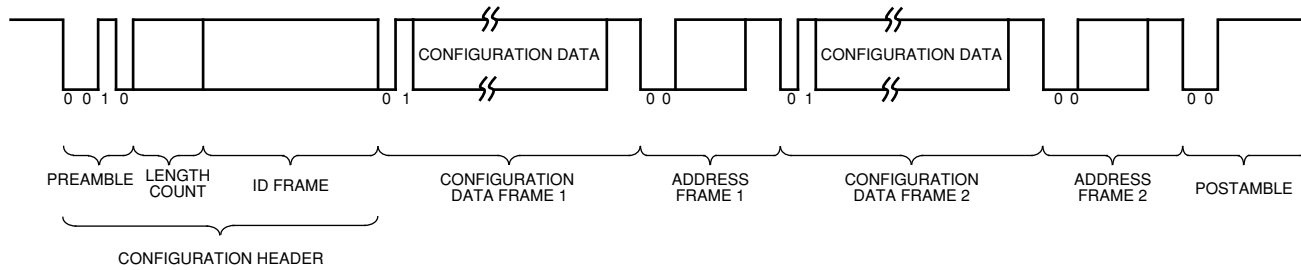 CONFIGURATION DATA CONFIGURATION DATA
0 0 1 0 0 1 0 0 0 1 0 0 0 0
PREAMBLE LENGTH COUNT ID FRAME CONFIGURATION DATA FRAME 1 ADDRESS FRAME 1 CONFIGURATION DATA FRAME 2 ADDRESS FRAME 2 POSTAMBLE
CONFIGURATION HEADER